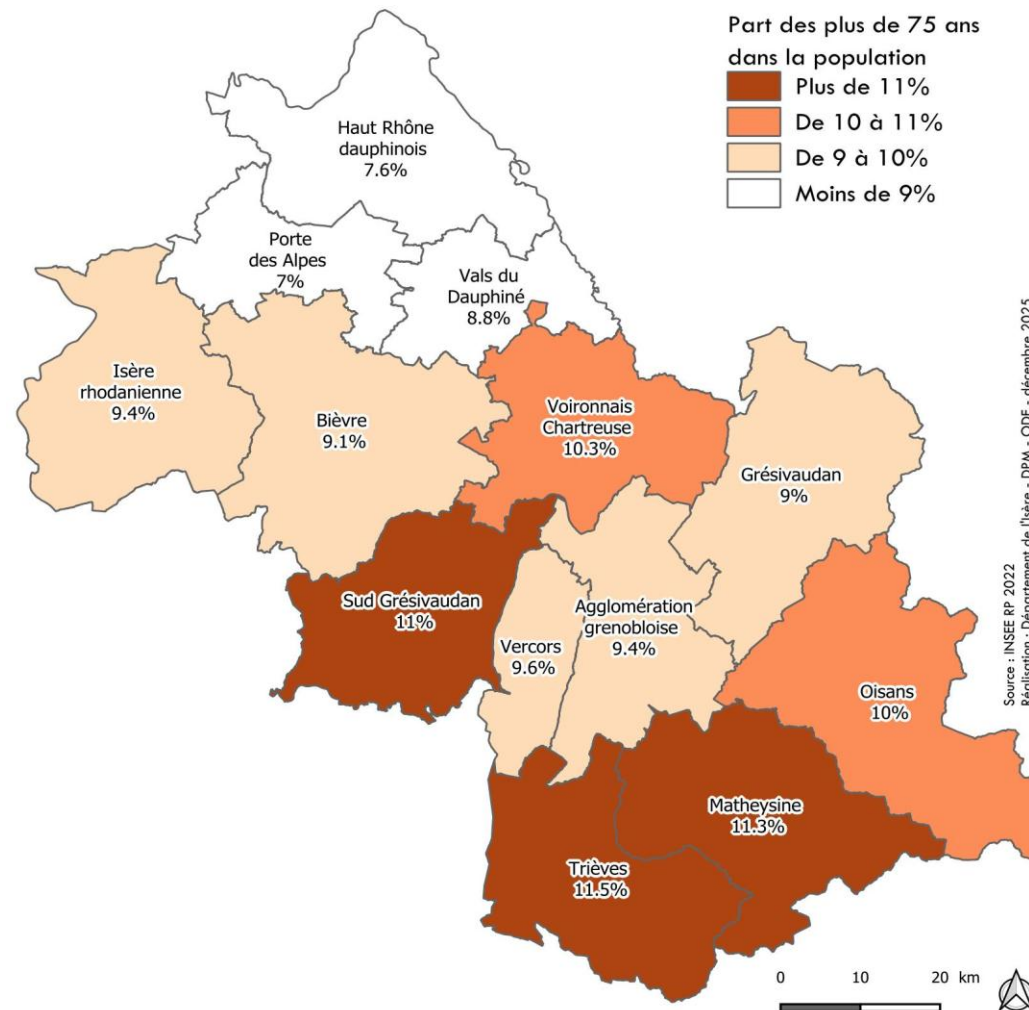 Part des plus de 75 ans
dans la population
Plus de 11%
De 10 à 11%
De 9 à 10%
Moins de 9%
Haut Rhône
dauphinois
7.6%
Porte
des Alpes
7%
Vals du
Dauphiné
8.8%
Isère
rhodanienne
9.4%
Bièvre
9.1%
Voironnais
Chartreuse
10.3%
Grésivaudan
9%
Sud Grésivaudan
11%
Vercors
9.6%
Agglomération
grenobloise
9.4%
Oisans
10%
Matheysine
11.3%
Trièves
11.5%
Source : INSEE RP 2022
Réalisation : Département de l'Isère - DPM - ODE - décembre 2025
0 10 20 km